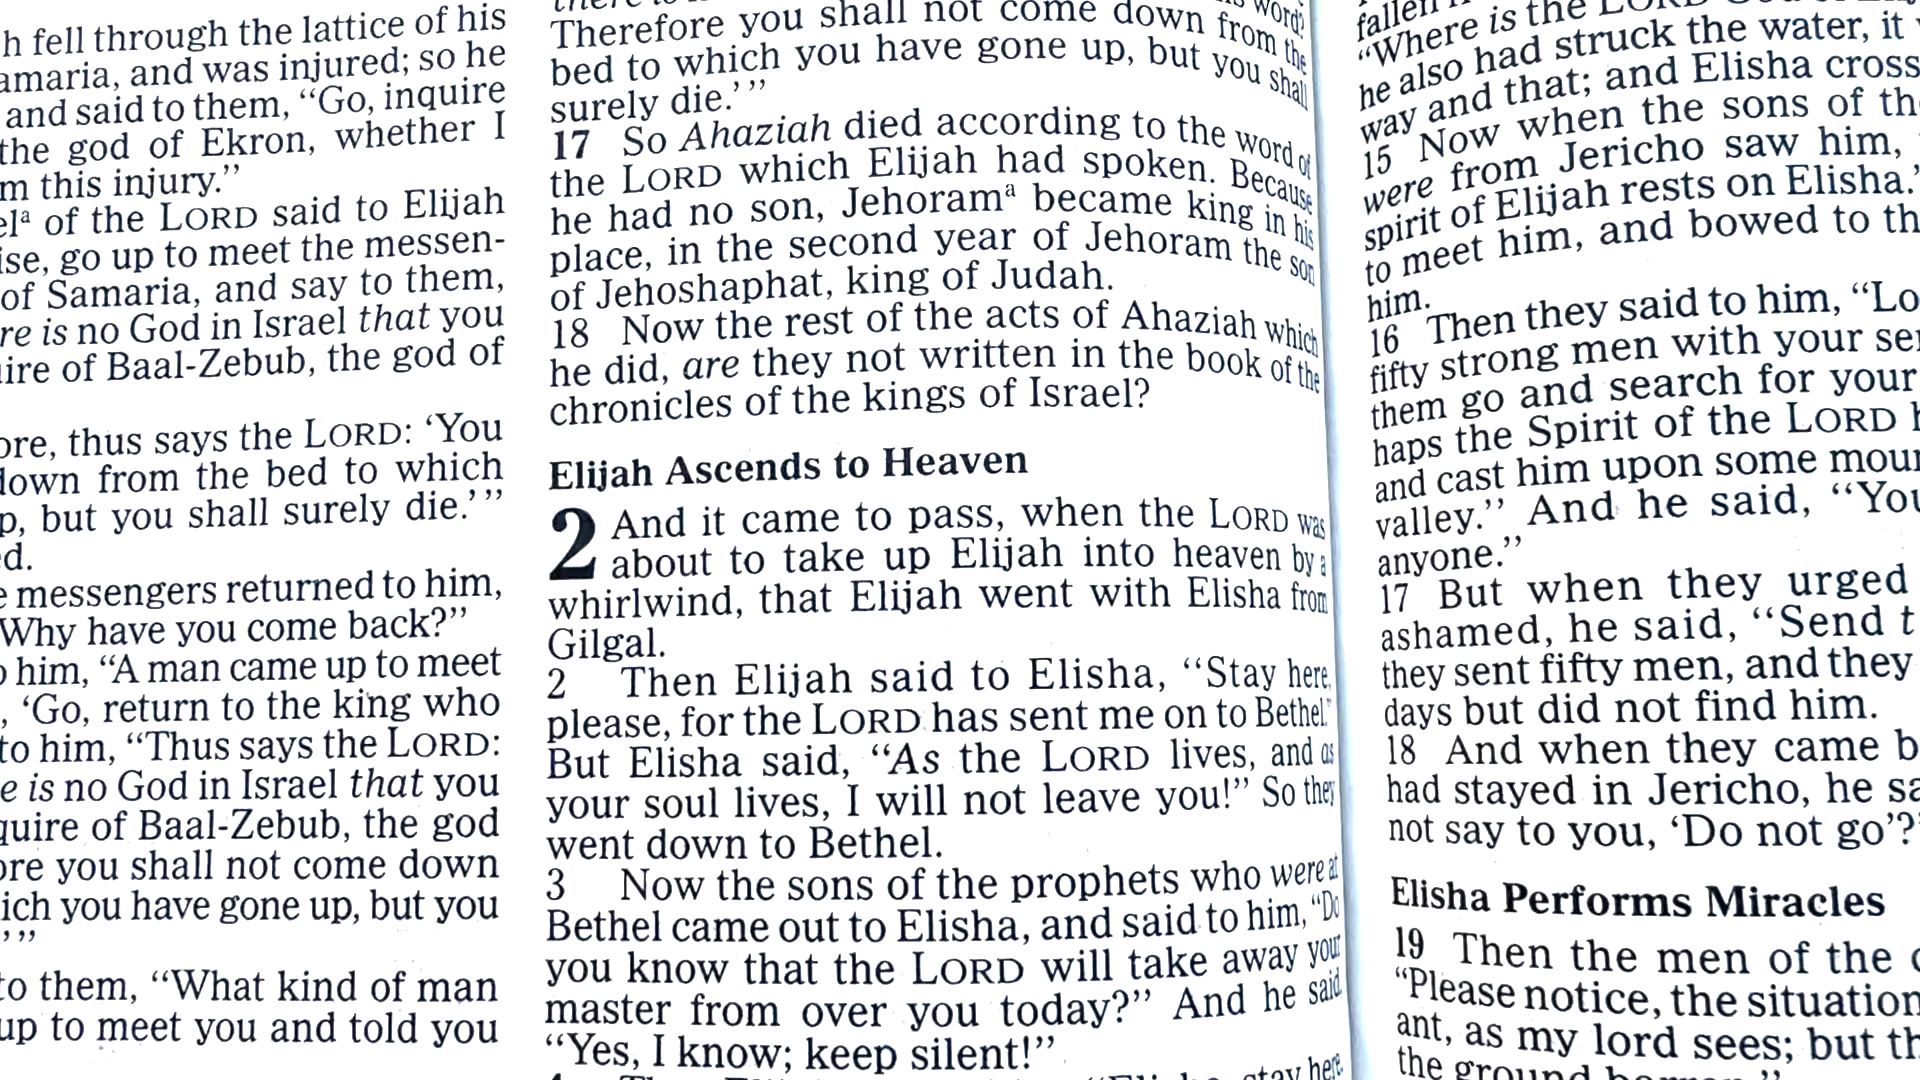 h fell through the lattice of his
amaria, and was injured; so he
and said to them, “Go, inquire
the god of Ekron, whether I
m this injury.”
elᵃ of the LORD said to Elijah
ise, go up to meet the messen-
of Samaria, and say to them,
re is no God in Israel that you
ire of Baal-Zebub, the god of
ore, thus says the LORD: ‘You
down from the bed to which
p, but you shall surely die.’ ”
d.
e messengers returned to him,
Why have you come back?”
o him, “A man came up to meet
, ‘Go, return to the king who
to him, “Thus says the LORD:
e is no God in Israel that you
quire of Baal-Zebub, the god
ore you shall not come down
ich you have gone up, but you
’ ”
to them, “What kind of man
up to meet you and told you
word?
Therefore you shall not come down from the
bed to which you have gone up, but you shall
surely die.’ ”
17 So Ahaziah died according to the word of
the LORD which Elijah had spoken. Because
he had no son, Jehoramᵃ became king in his
place, in the second year of Jehoram the son
of Jehoshaphat, king of Judah.
18 Now the rest of the acts of Ahaziah which
he did, are they not written in the book of the
chronicles of the kings of Israel?
Elijah Ascends to Heaven
2 And it came to pass, when the LORD was
about to take up Elijah into heaven by a
whirlwind, that Elijah went with Elisha from
Gilgal.
2 Then Elijah said to Elisha, “Stay here,
please, for the LORD has sent me on to Bethel.”
But Elisha said, “As the LORD lives, and as
your soul lives, I will not leave you!” So they
went down to Bethel.
3 Now the sons of the prophets who were at
Bethel came out to Elisha, and said to him, “Do
you know that the LORD will take away your
master from over you today?” And he said,
“Yes, I know; keep silent!”
stay here,
fallen
“Where is the LORD God of
he also had struck the water, it
way and that; and Elisha cross
15 Now when the sons of th
were from Jericho saw him,
spirit of Elijah rests on Elisha.”
to meet him, and bowed to th
him.
16 Then they said to him, “Lo
fifty strong men with your se
them go and search for your
haps the Spirit of the LORD h
and cast him upon some moun
valley.” And he said, “You
anyone.”
17 But when they urged
ashamed, he said, “Send t
they sent fifty men, and they
days but did not find him.
18 And when they came b
had stayed in Jericho, he sa
not say to you, ‘Do not go’?”
Elisha Performs Miracles
19 Then the men of the c
“Please notice, the situation
ant, as my lord sees; but th
the ground